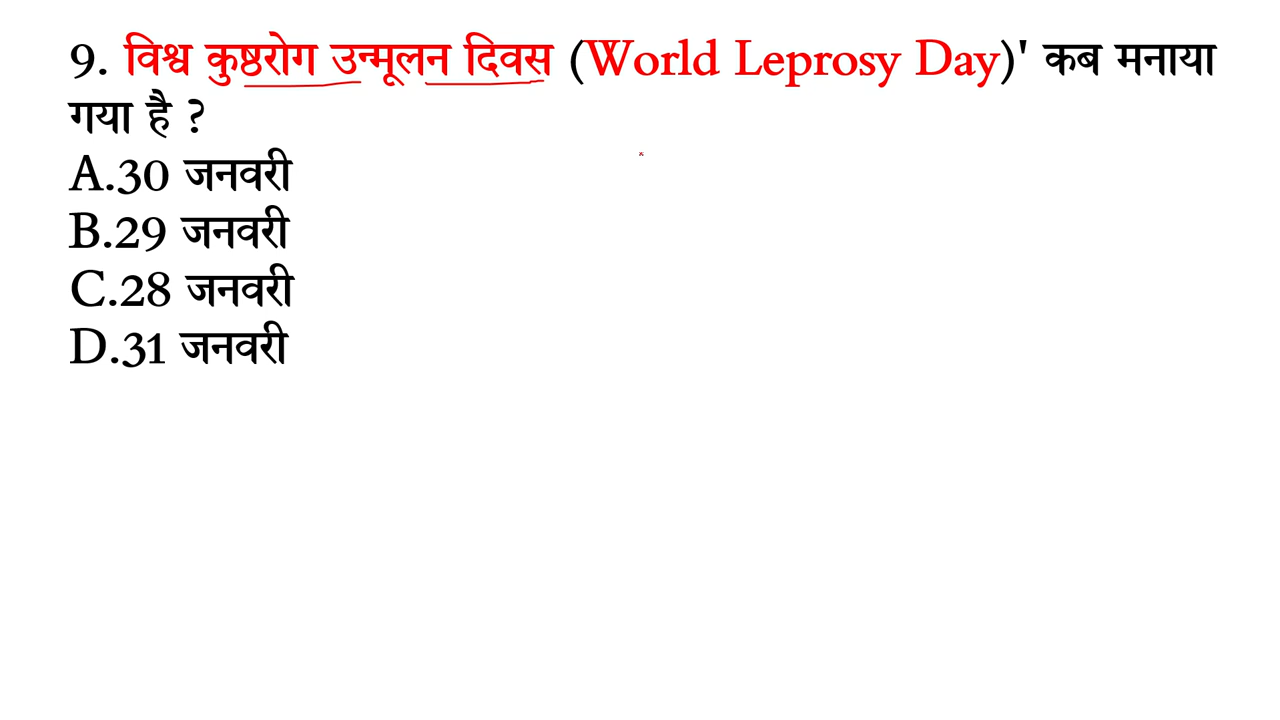 9. विश्व कुष्ठरोग उन्मूलन दिवस (World Leprosy Day)' कब मनाया
गया है ?
A.30 जनवरी
B.29 जनवरी
C.28 जनवरी
D.31 जनवरी